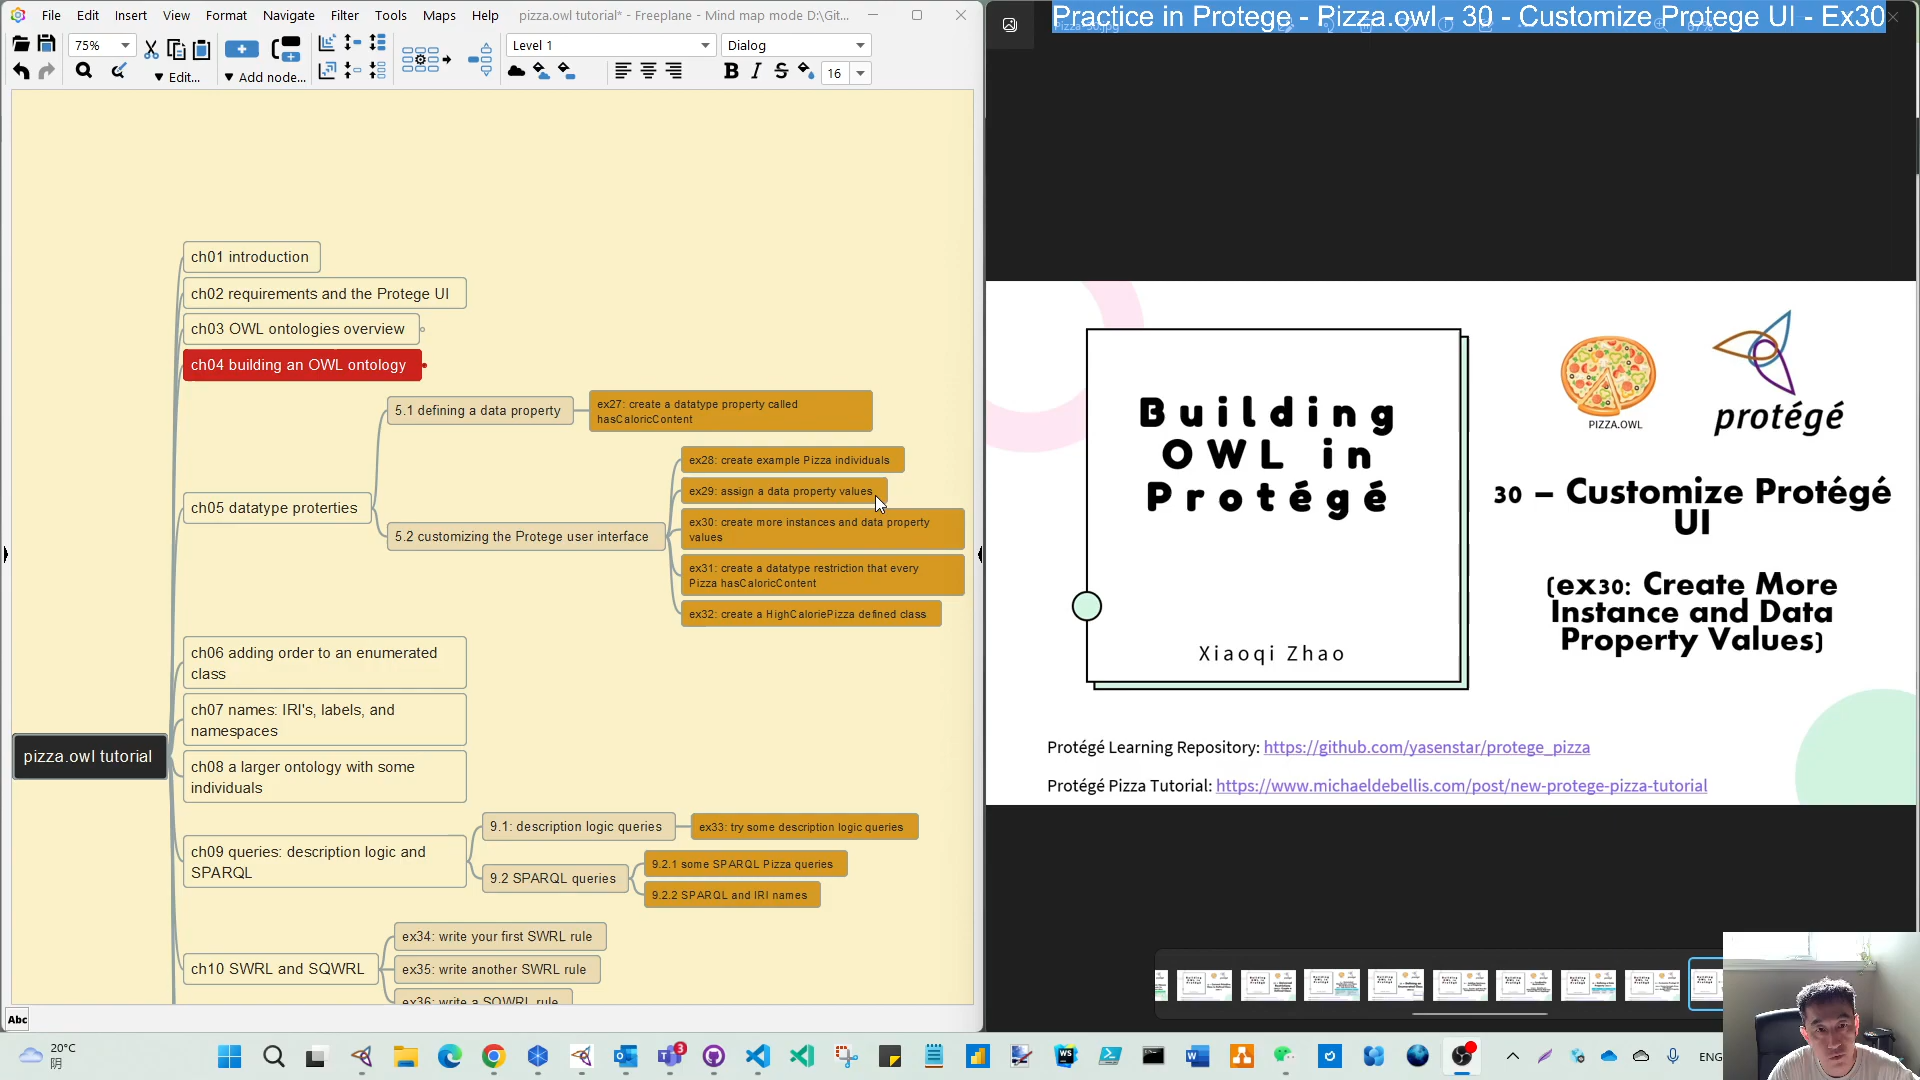 File Edit View Format Navigate Filter Tools Maps Help
Insert
pizza.owl tutorial* - Freeplane - Mind map mode D:\Git...
75%
Level 1
Dialog
Edit...
Add node...
B I S
16
ch01 introduction
ch02 requirements and the Protege UI
ch03 OWL ontologies overview
ch04 building an OWL ontology
5.1 defining a data property
ex27: create a datatype property called
hasCaloricContent
ex28: create example Pizza individuals
ex29: assign a data property values
ch05 datatype proterties
5.2 customizing the Protege user interface
ex30: create more instances and data property
values
ex31: create a datatype restriction that every
Pizza hasCaloricContent
ex32: create a HighCaloriePizza defined class
ch06 adding order to an enumerated
class
ch07 names: IRI's, labels, and
namespaces
pizza.owl tutorial
ch08 a larger ontology with some
individuals
9.1: description logic queries
ex33: try some description logic queries
ch09 queries: description logic and
SPARQL
9.2 SPARQL queries
9.2.1 some SPARQL Pizza queries
9.2.2 SPARQL and IRI names
ex34: write your first SWRL rule
ch10 SWRL and SQWRL
ex35: write another SWRL rule
ex36: write a SQWRL rule
Abc
Practice in Protege - Pizza.owl - 30 - Customize Protege UI - Ex30
Building
OWL in
Protégé
Xiaoqi Zhao
PIZZA.OWL
protégé
30 – Customize Protégé
UI
(ex30: Create More
Instance and Data
Property Values)
Protégé Learning Repository: https://github.com/yasenstar/protege_pizza
Protégé Pizza Tutorial: https://www.michaeldebellis.com/post/new-protege-pizza-tutorial
20°C
阴
3
WS
ENG